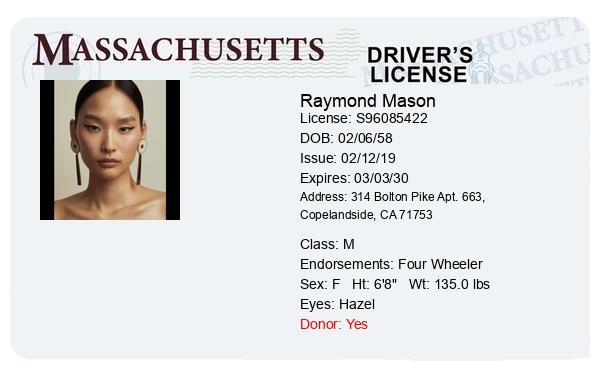 MASSACHUSETTS
DRIVER'S
LICENSE
Raymond Mason
License: S96085422
DOB: 02/06/58
Issue: 02/12/19
Expires: 03/03/30
Address: 314 Bolton Pike Apt. 663,
Copelandside, CA 71753
Class: M
Endorsements: Four Wheeler
Sex: F Ht: 6'8" Wt: 135.0 lbs
Eyes: Hazel
Donor: Yes